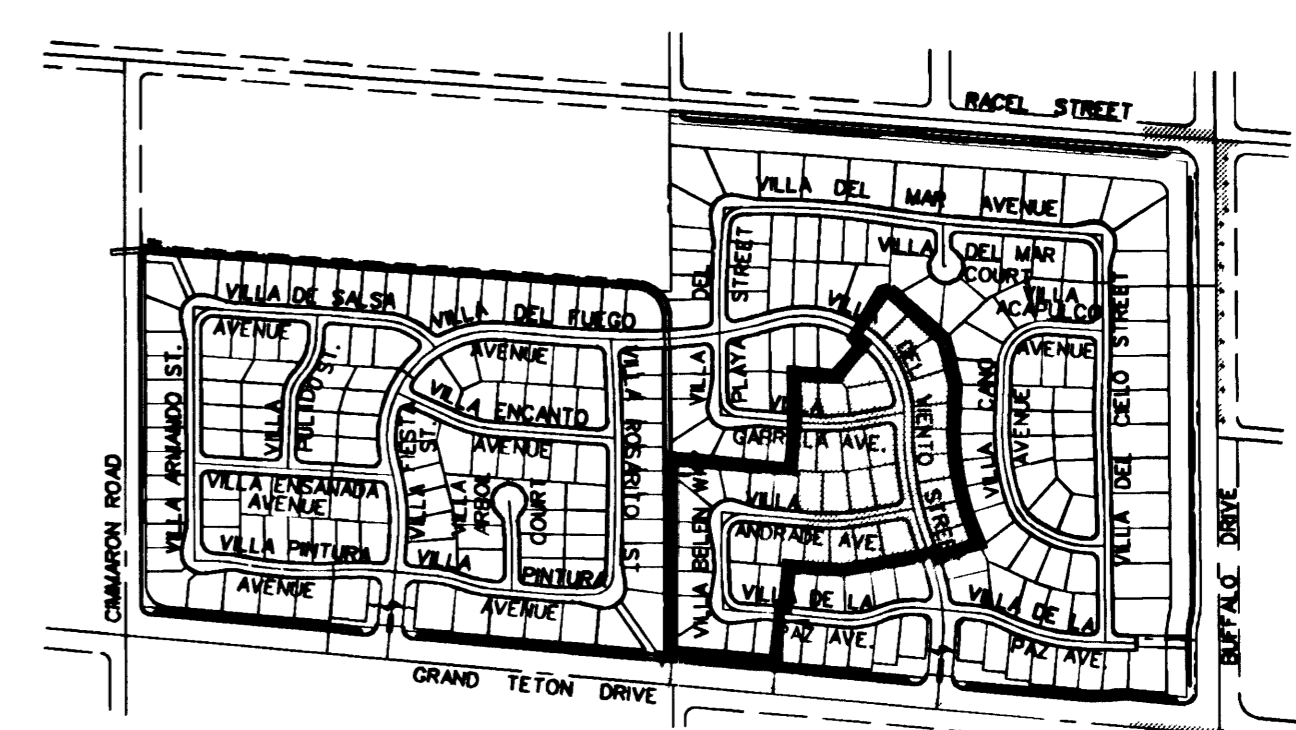 RACEL STREET
VILLA DEL MAR AVENUE
VILLA DEL MAR
COURT
DEL
STREET
VILLA
PLAYA
VILLA
ACAPULCO
AVENUE
VILLA DE SALSA
AVENUE
VILLA DEL FUEGO
AVENUE
VILLA
DEL VIENTO STREET
VILLA DEL CIELO STREET
VILLA CANO
AVENUE
VILLA ARMANDO ST.
VILLA
PULIDO ST.
VILLA ENCANTO
AVENUE
VILLA ROSARITO ST
VILLA FIESTA
ST.
VILLA
GABRIELA AVE.
VILLA ENSANADA
AVENUE
VILLA
ARBOL
COURT
VILLA
ANDRADE AVE.
VILLA BELEN WAY
VILLA PINTURA
AVENUE
VILLA PINTURA
AVENUE
VILLA DE LA
PAZ AVE.
VILLA DE LA
PAZ AVE.
CIMMARON ROAD
BUFFALO DRIVE
GRAND TETON DRIVE